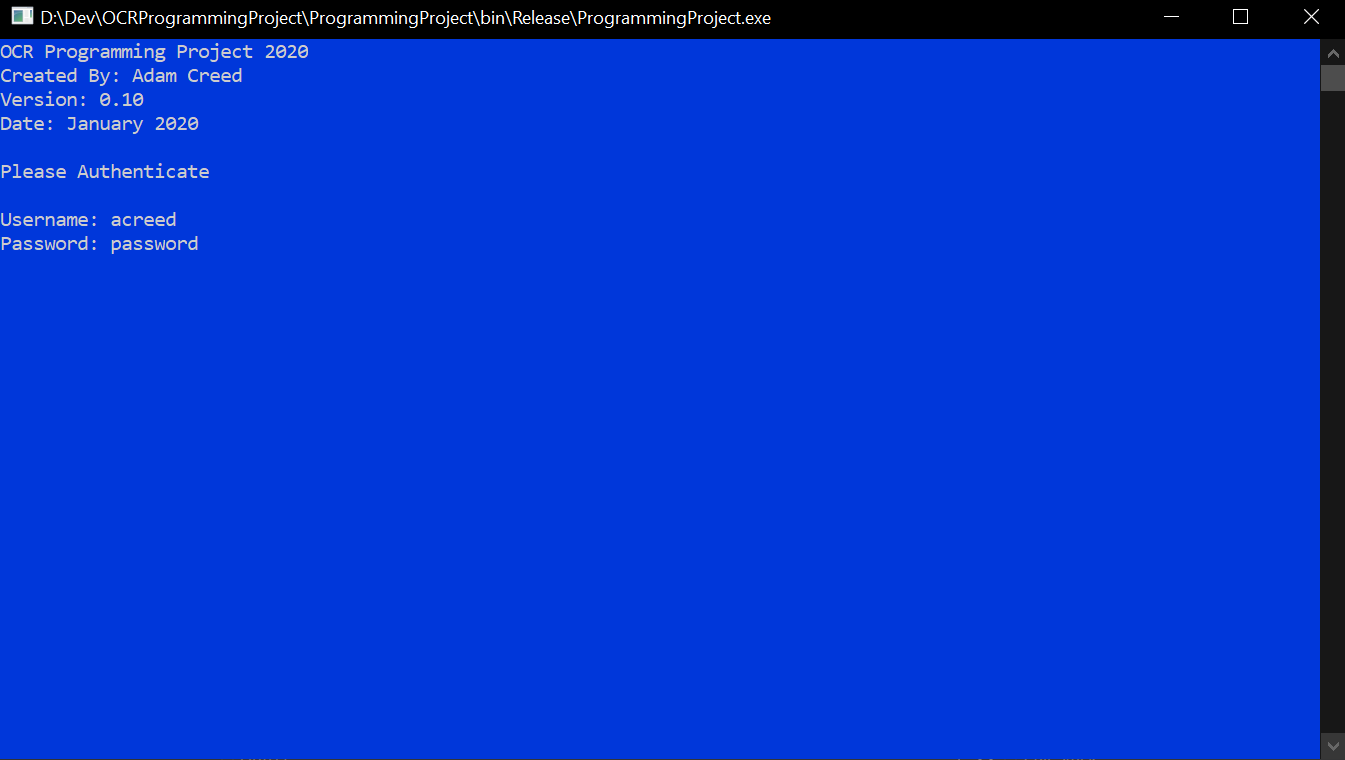 D:\Dev\OCRProgrammingProject\ProgrammingProject\bin\Release\ProgrammingProject.exe
OCR Programming Project 2020
Created By: Adam Creed
Version: 0.10
Date: January 2020
Please Authenticate
Username: acreed
Password: password